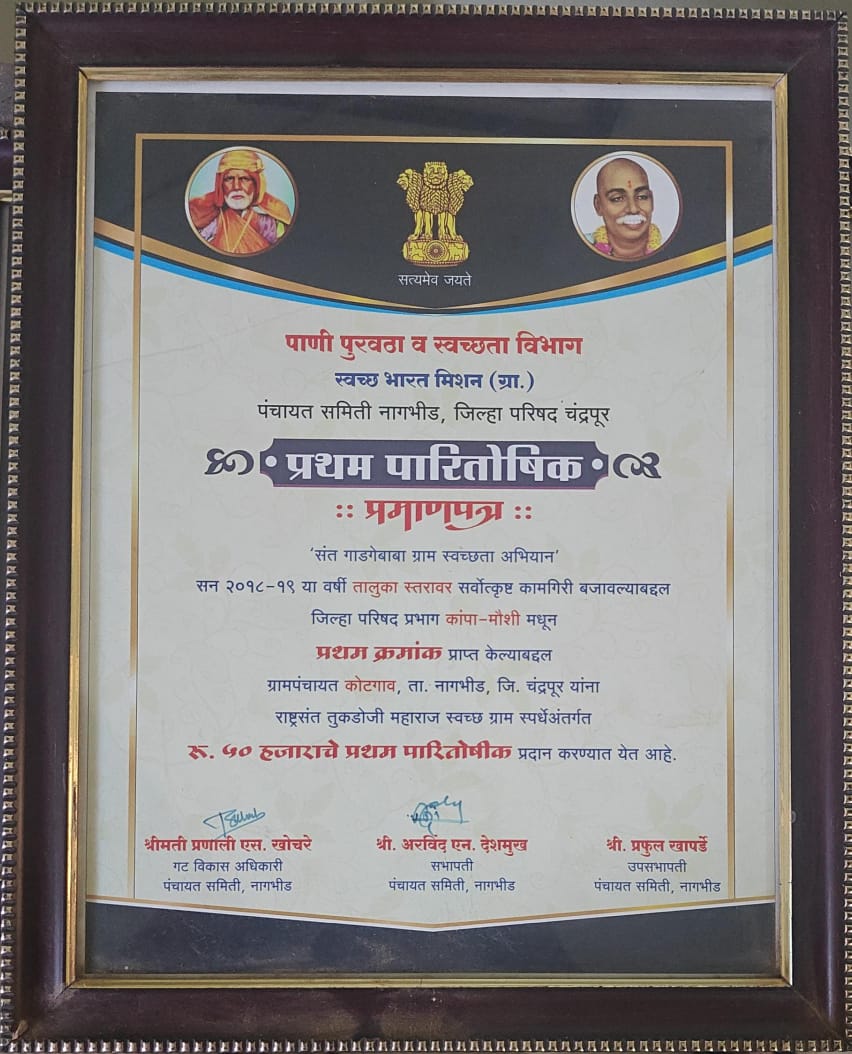 सत्यमेव जयते
पाणी पुरवठा व स्वच्छता विभाग
स्वच्छ भारत मिशन (ग्रा.)
पंचायत समिती नागभीड, जिल्हा परिषद चंद्रपूर
• प्रथम पारितोषिक •
:: प्रमाणपत्र ::
'संत गाडगेबाबा ग्राम स्वच्छता अभियान'
सन २०१८-१९ या वर्षी तालुका स्तरावर सर्वोत्कृष्ट कामगिरी बजावल्याबद्दल
जिल्हा परिषद प्रभाग कांपा-मौशी मधून
प्रथम क्रमांक प्राप्त केल्याबद्दल
ग्रामपंचायत कोटगाव, ता. नागभीड, जि. चंद्रपूर यांना
राष्ट्रसंत तुकडोजी महाराज स्वच्छ ग्राम स्पर्धेअंतर्गत
रू. ५० हजाराचे प्रथम पारितोषीक प्रदान करण्यात येत आहे.
श्रीमती प्रणाली एस. खोचरे श्री. अरविंद एन. देशमुख श्री. प्रफुल खापर्डे
गट विकास अधिकारी सभापती उपसभापती
पंचायत समिती, नागभीड पंचायत समिती, नागभीड पंचायत समिती, नागभीड